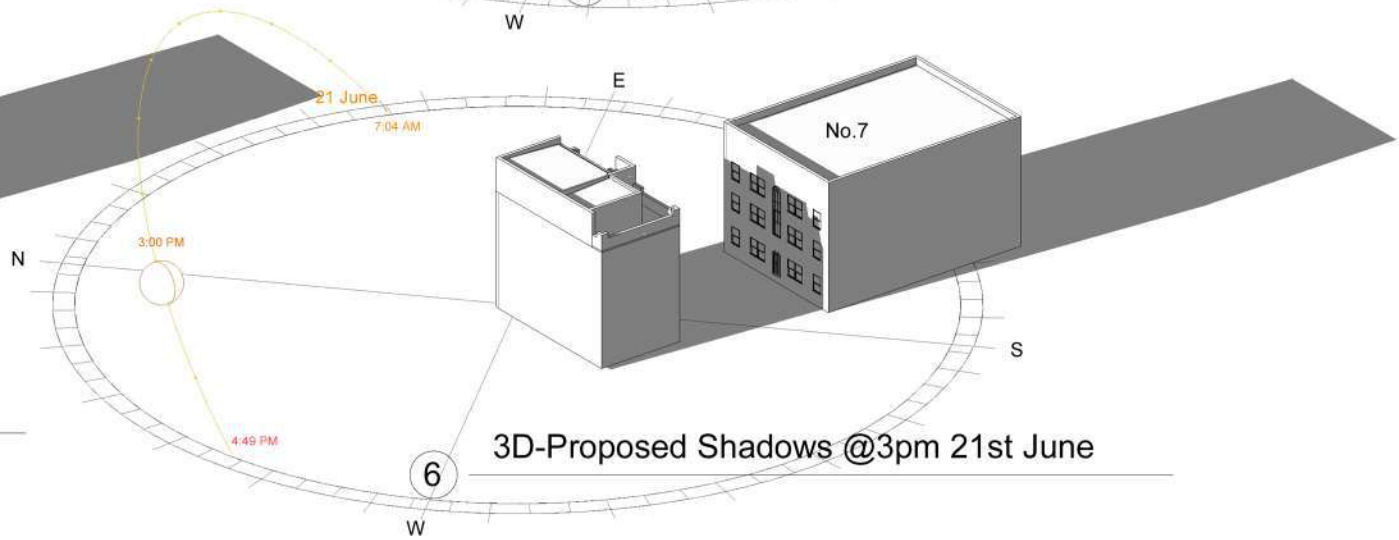 W
E
21 June
7:04 AM
No.7
3:00 PM
N
S
4:49 PM
3D-Proposed Shadows @3pm 21st June
6
W